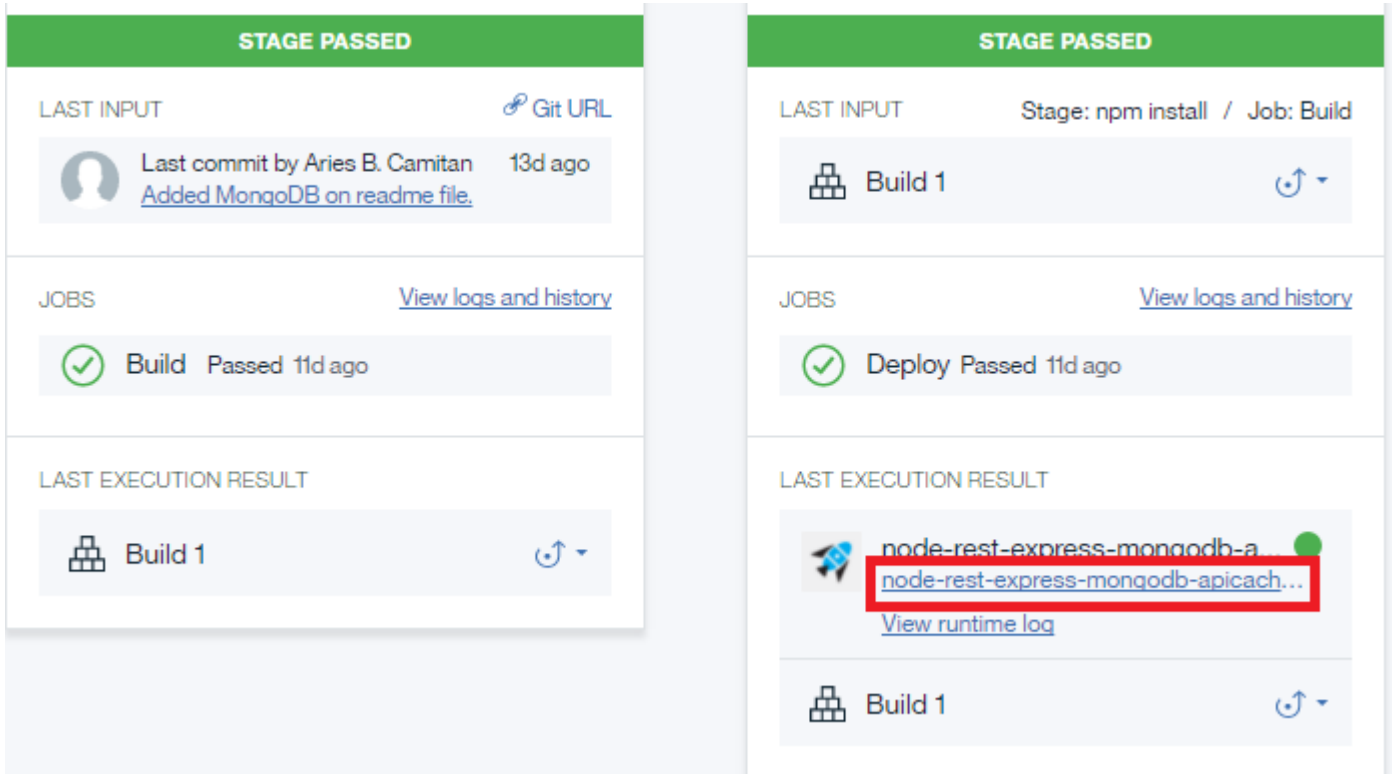 STAGE PASSED
LAST INPUT
Git URL
Last commit by Aries B. Camitan 13d ago
Added MongoDB on readme file.
JOBS
View logs and history
Build Passed 11d ago
LAST EXECUTION RESULT
Build 1
STAGE PASSED
LAST INPUT
Stage: npm install / Job: Build
Build 1
JOBS
View logs and history
Deploy Passed 11d ago
LAST EXECUTION RESULT
node-rest-express-mongodb-a...
node-rest-express-mongodb-apicach...
View runtime log
Build 1